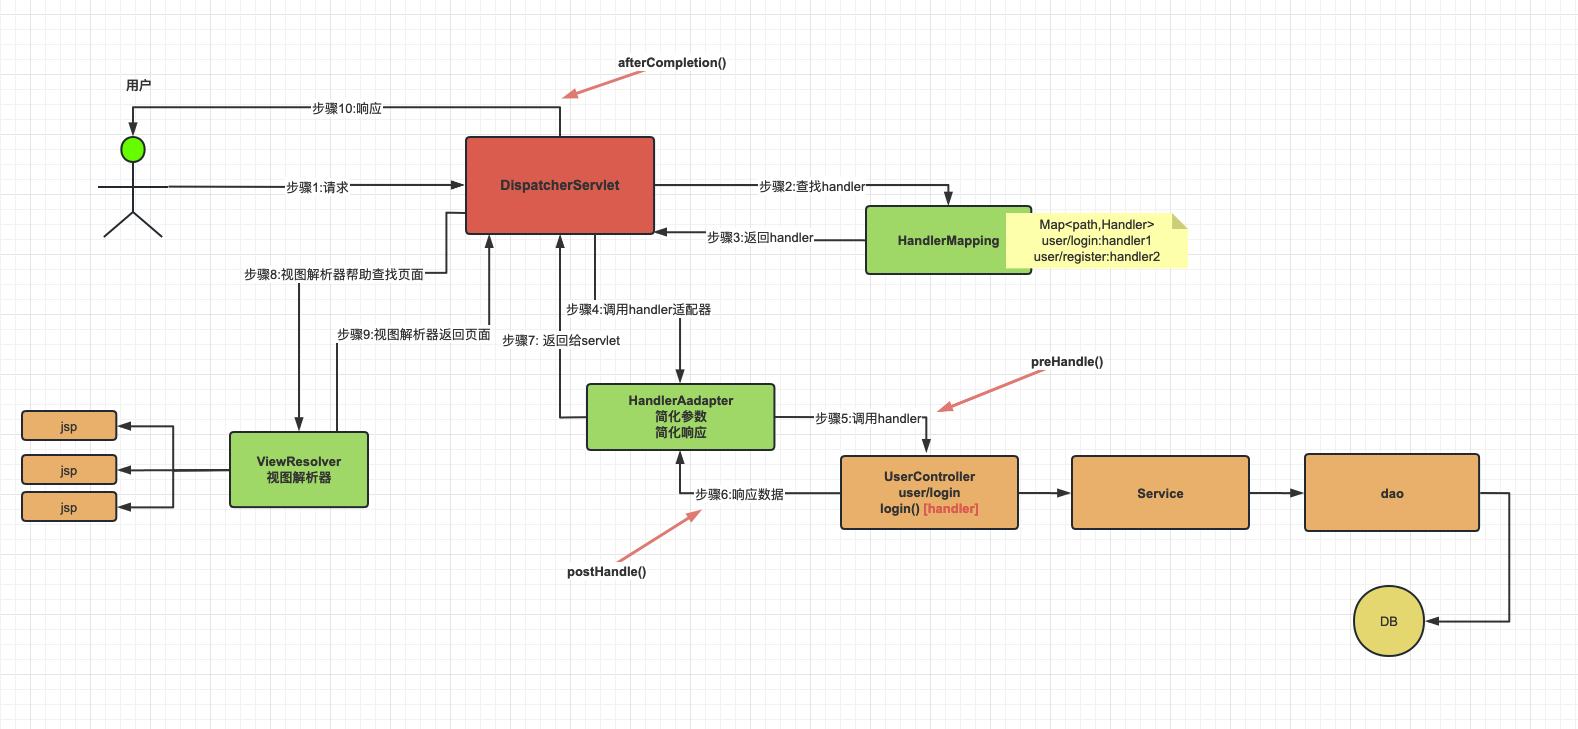 afterCompletion()
用户
步骤10:响应
DispatcherServlet
步骤1:请求
步骤2:查找handler
步骤3:返回handler
HandlerMapping
Map<path,Handler>
user/login:handler1
user/register:handler2
步骤8:视图解析器帮助查找页面
步骤4:调用handler适配器
步骤9:视图解析器返回页面
步骤7: 返回给servlet
preHandle()
HandlerAadapter
简化参数
简化响应
步骤5:调用handler
jsp
jsp
jsp
ViewResolver
视图解析器
步骤6:响应数据
UserController
user/login
login() [handler]
Service
dao
postHandle()
DB